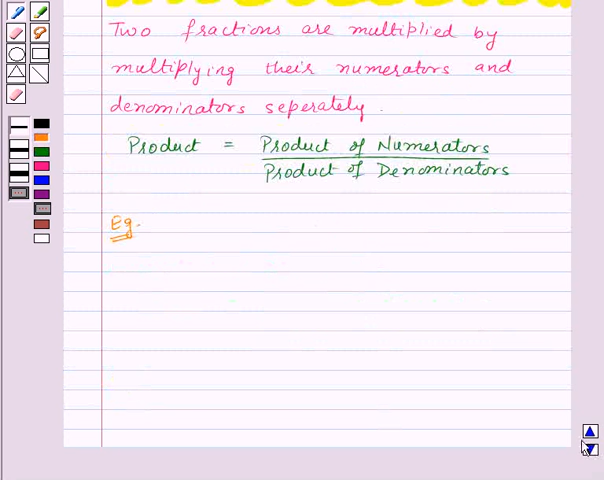 Two fractions are multiplied by
multiplying their numerators and
denominators seperately.
Product = Product of Numerators
Product of Denominators
Eg.